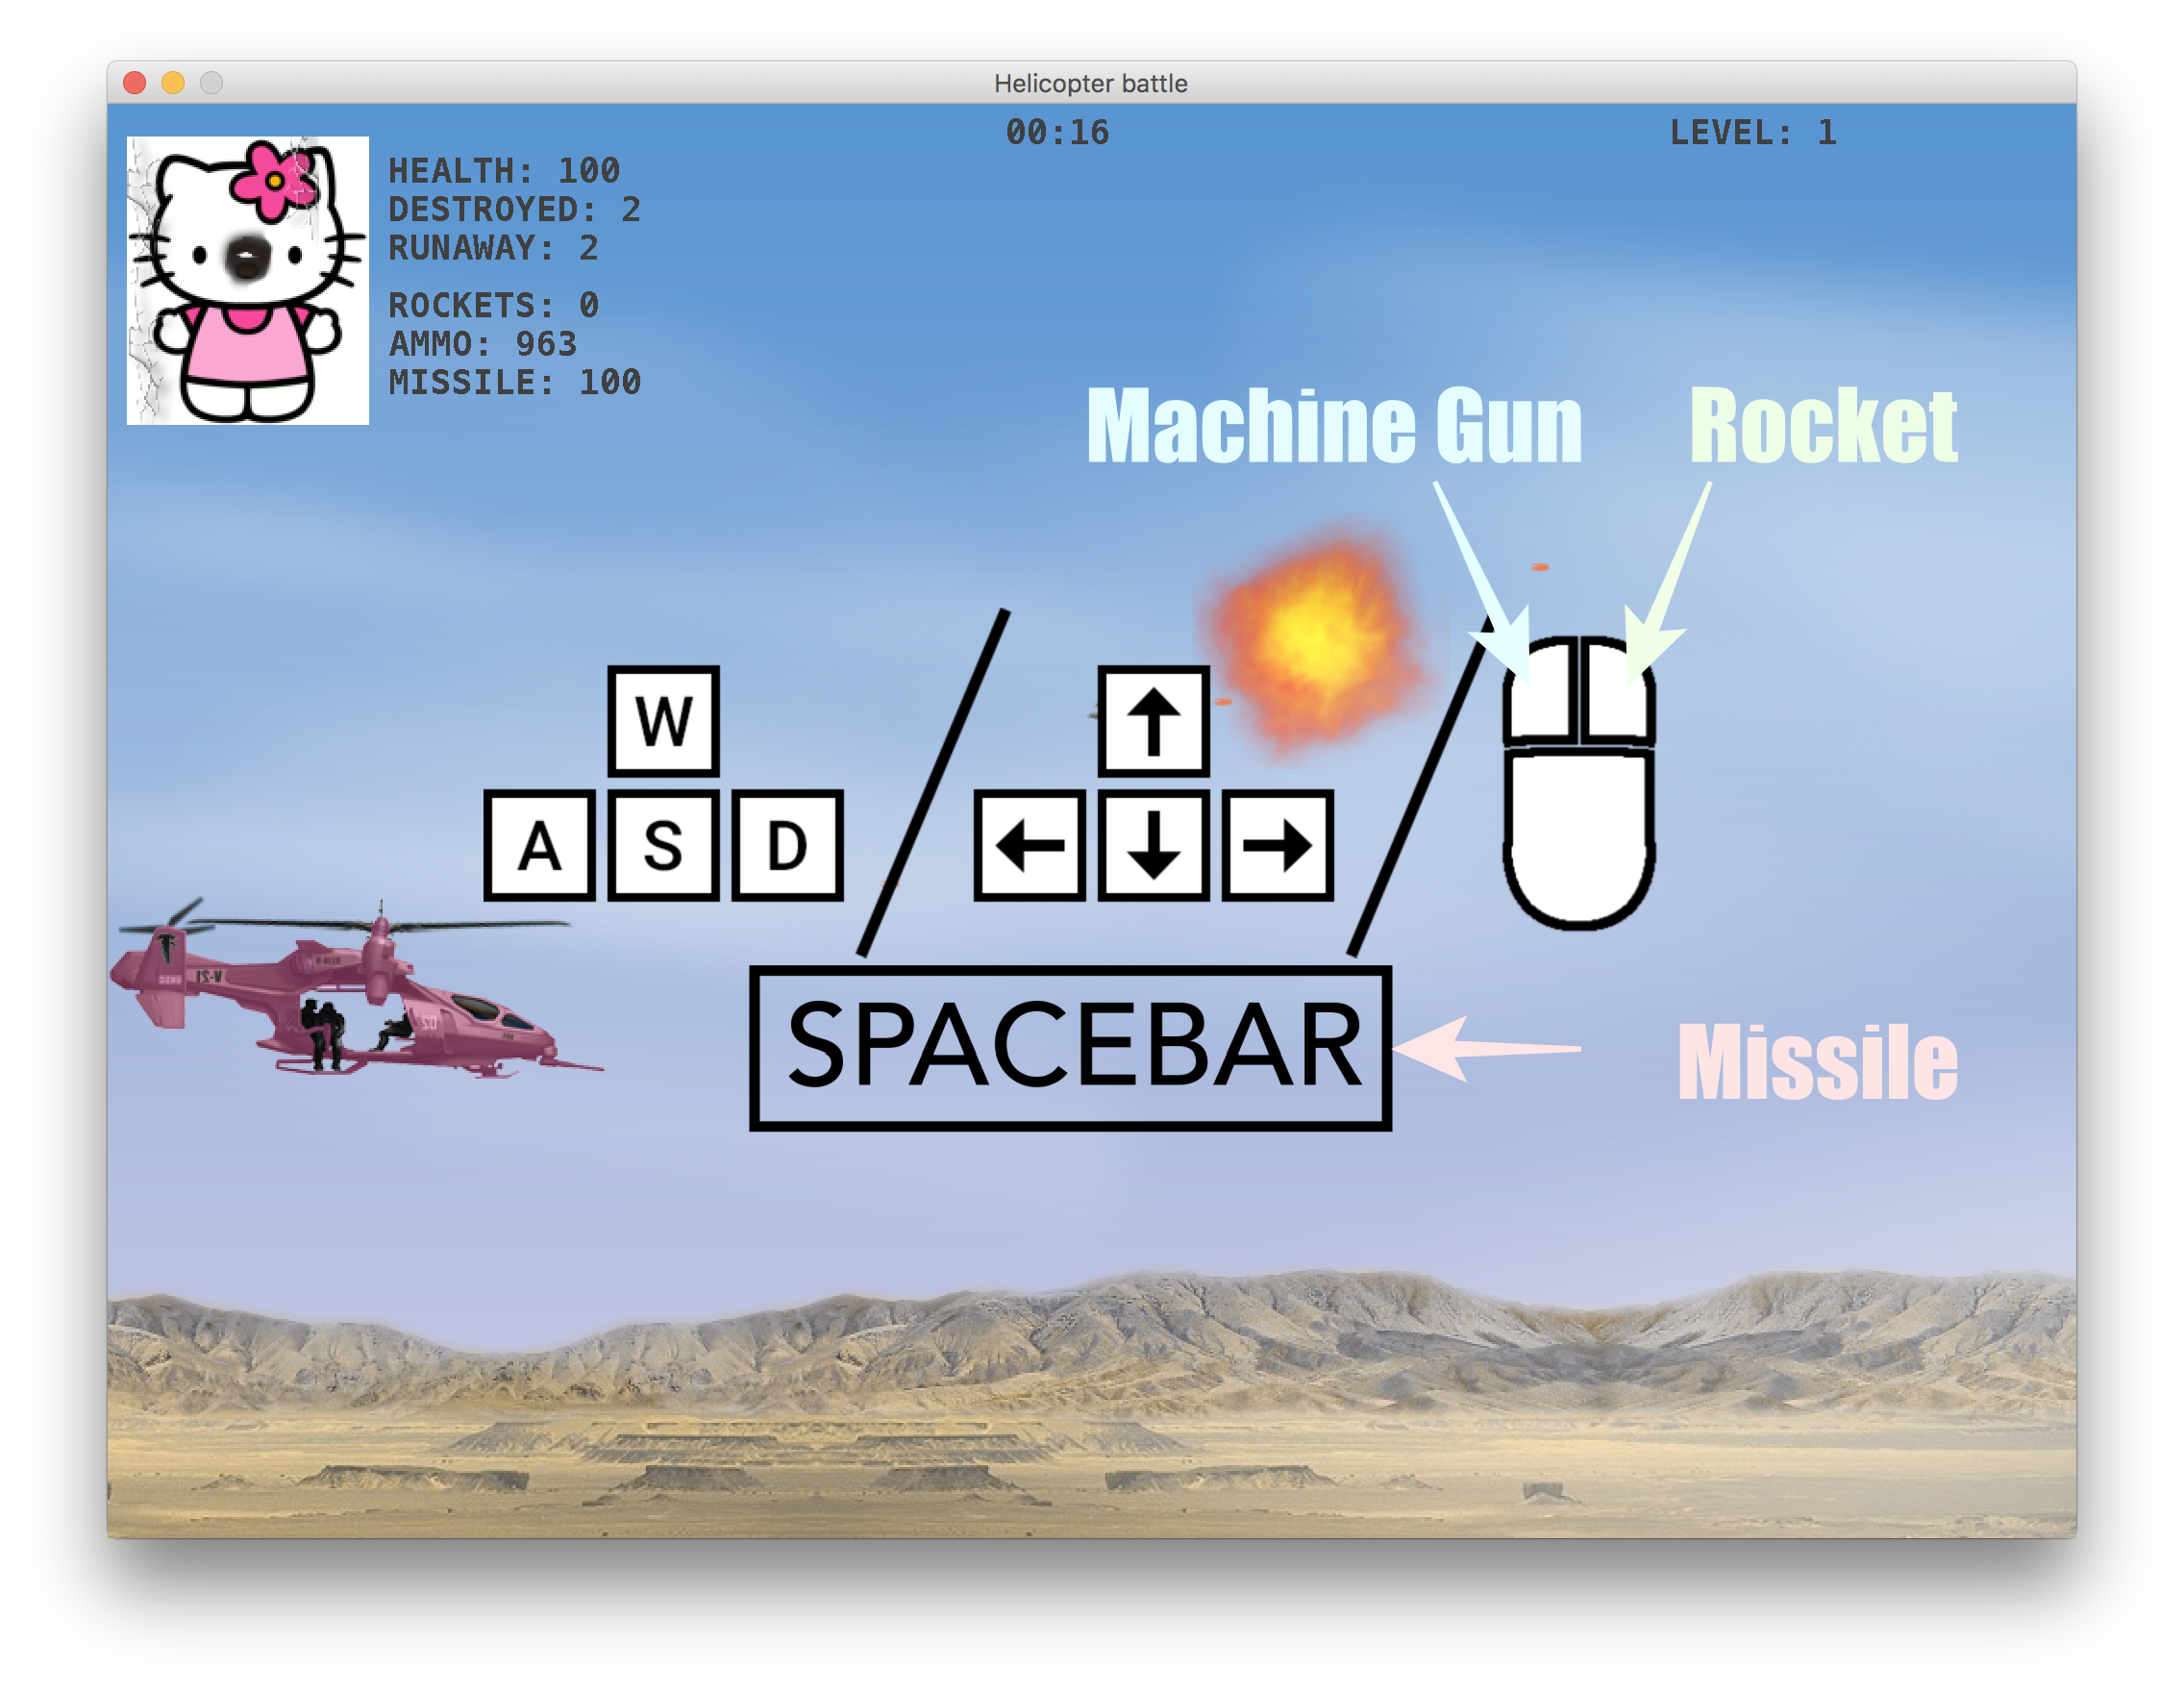 Helicopter battle
00:16
LEVEL: 1
HEALTH: 100
DESTROYED: 2
RUNAWAY: 2
ROCKETS: 0
AMMO: 963
MISSILE: 100
Machine Gun
Rocket
W
A S D
SPACEBAR
Missile